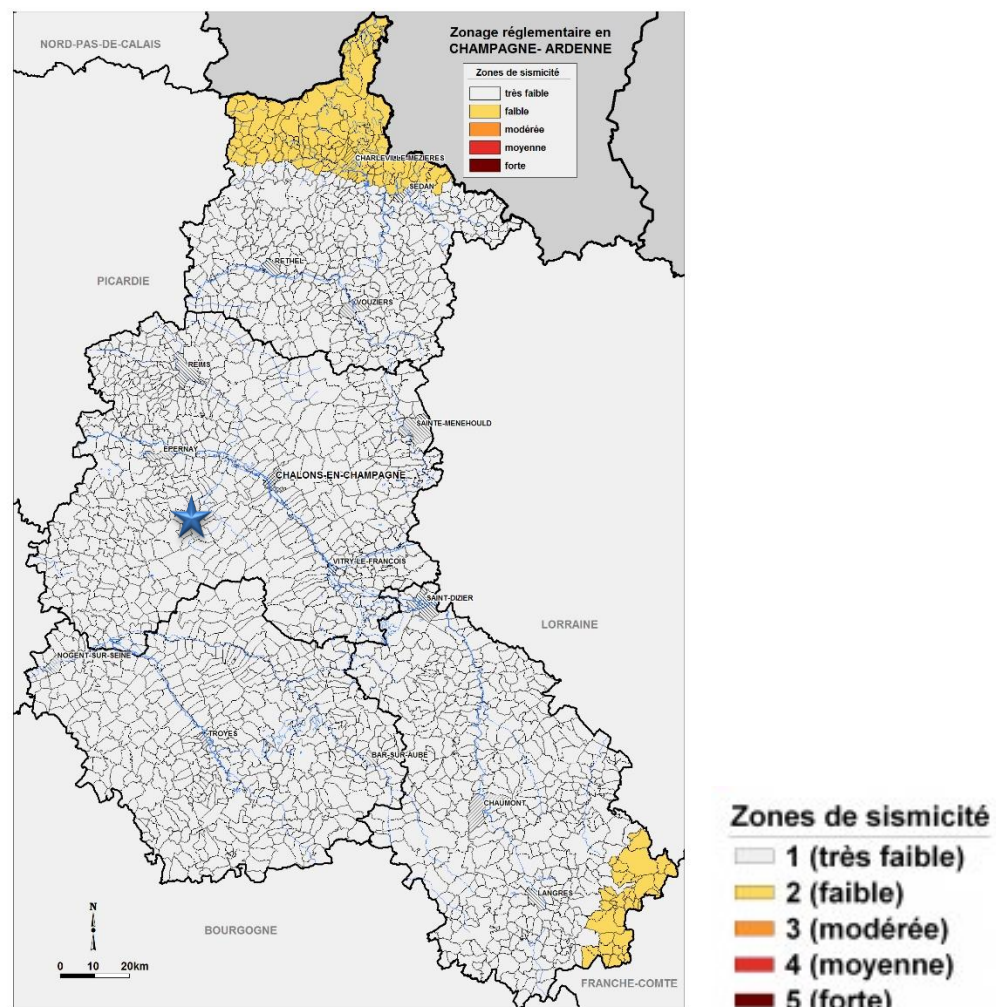 NORD-PAS-DE-CALAIS
Zonage réglementaire en
CHAMPAGNE- ARDENNE
Zones de sismicité
très faible
faible
modérée
moyenne
forte
CHARLEVILLE-MEZIERES
SEDAN
RETHEL
PICARDIE
VOUZIERS
REIMS
SAINTE-MENEHOULD
EPERNAY
CHALONS-EN-CHAMPAGNE
VITRY-LE-FRANCOIS
SAINT-DIZIER
LORRAINE
NOGENT-SUR-SEINE
TROYES
BAR-SUR-AUBE
CHAUMONT
LANGRES
N
BOURGOGNE
0 10 20km
FRANCHE-COMTE
Zones de sismicité
1 (très faible)
2 (faible)
3 (modérée)
4 (moyenne)
5 (forte)